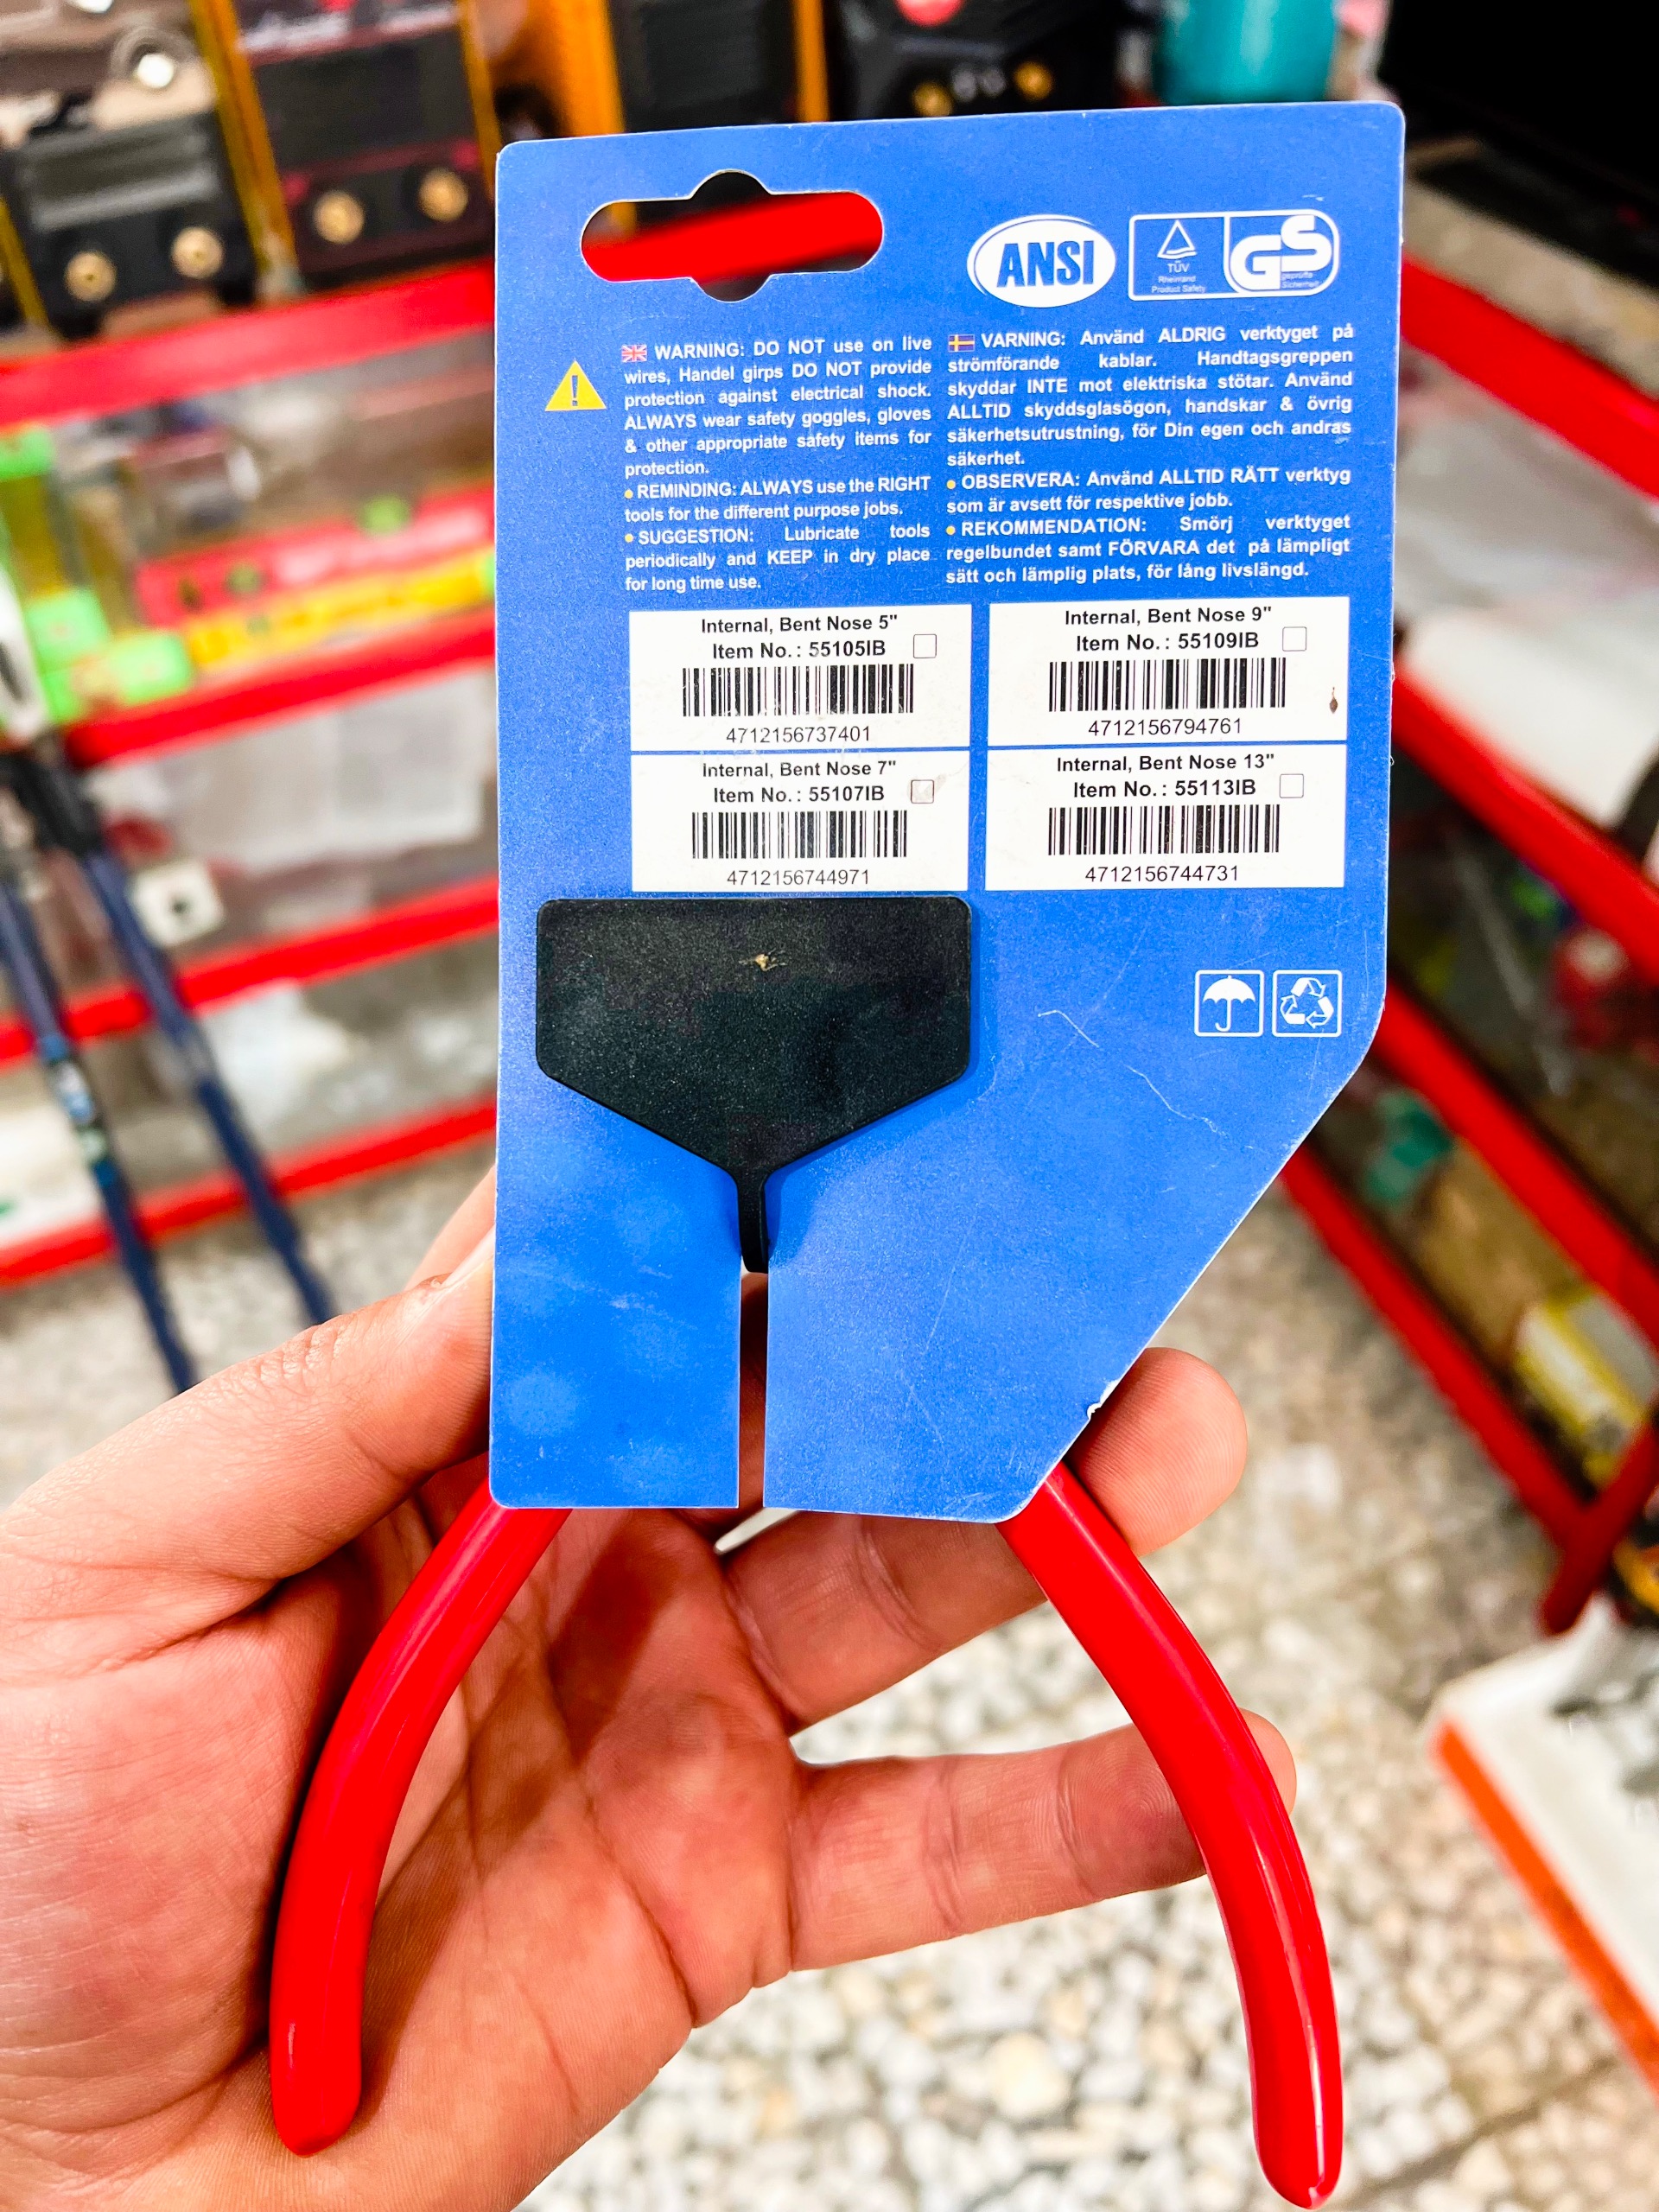 ANSI
TÜV
Rheinland
Product Safety
GS
geprüfte
Sicherheit
WARNING: DO NOT use on live
wires, Handel girps DO NOT provide
protection against electrical shock.
ALWAYS wear safety goggles, gloves
& other appropriate safety items for
protection.
• REMINDING: ALWAYS use the RIGHT
tools for the different purpose jobs.
• SUGGESTION: Lubricate tools
periodically and KEEP in dry place
for long time use.
VARNING: Använd ALDRIG verktyget på
strömförande kablar. Handtagsgreppen
skyddar INTE mot elektriska stötar. Använd
ALLTID skyddsglasögon, handskar & övrig
säkerhetsutrustning, för Din egen och andras
säkerhet.
• OBSERVERA: Använd ALLTID RÄTT verktyg
som är avsett för respektive jobb.
• REKOMMENDATION: Smörj verktyget
regelbundet samt FÖRVARA det på lämpligt
sätt och lämplig plats, för lång livslängd.
Internal, Bent Nose 5"
Item No.: 55105IB
4712156737401
Internal, Bent Nose 9"
Item No.: 55109IB
4712156794761
Internal, Bent Nose 7"
Item No.: 55107IB
4712156744971
Internal, Bent Nose 13"
Item No.: 55113IB
4712156744731